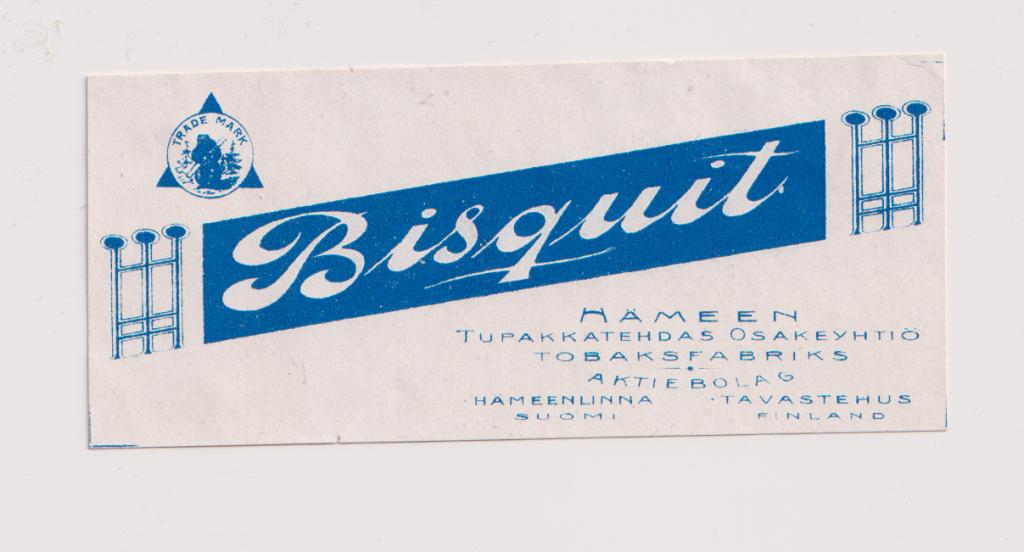 TRADE MARK
Bisquit
HÄMEEN
TUPAKKATEHDAS OSAKEYHTIÖ
TOBAKSFABRIKS
AKTIEBOLAG
HÄMEENLINNA · TAVASTEHUS
SUOMI FINLAND